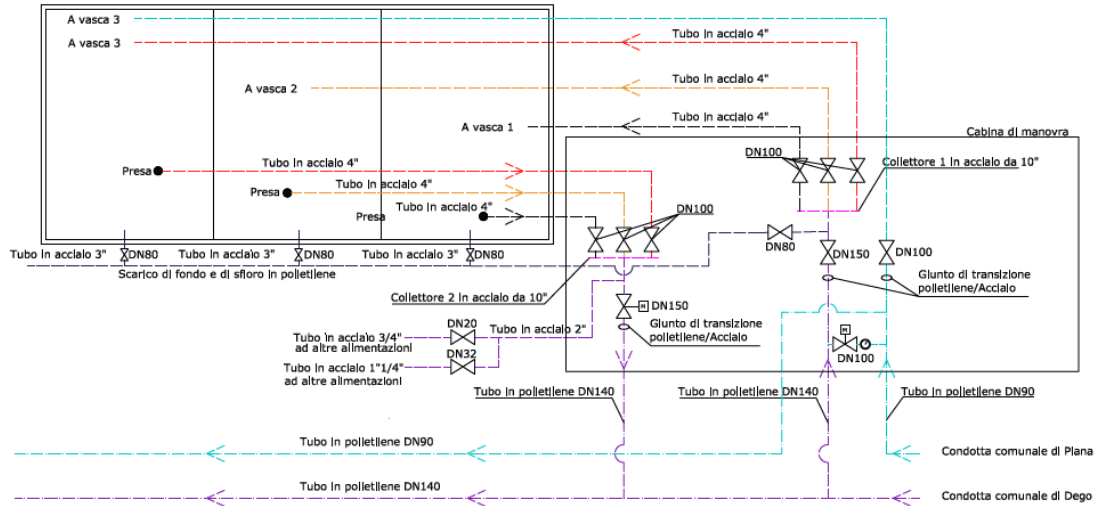 A vasca 3
A vasca 3
Tubo in acciaio 4"
A vasca 2
Tubo in acciaio 4"
A vasca 1
Tubo in acciaio 4"
Cabina di manovra
DN100
Collettore 1 in acciaio da 10"
Presa
Tubo in acciaio 4"
Presa
Tubo in acciaio 4"
Presa
Tubo in acciaio 4"
DN100
DN80
DN150
DN100
Tubo in acciaio 3"
DN80
Tubo in acciaio 3"
DN80
Tubo in acciaio 3"
DN80
Scarico di fondo e di sfioro in polietilene
Giunto di transizione
polietilene/Acciaio
Collettore 2 in acciaio da 10"
M
DN150
Giunto di transizione
polietilene/Acciaio
DN20
Tubo in acciaio 2"
Tubo in acciaio 3/4"
ad altre alimentazioni
DN32
Tubo in acciaio 1"1/4"
ad altre alimentazioni
M
DN100
Tubo in polietilene DN140
Tubo in polietilene DN140
Tubo in polietilene DN90
Tubo in polietilene DN90
Condotta comunale di Piana
Tubo in polietilene DN140
Condotta comunale di Dego